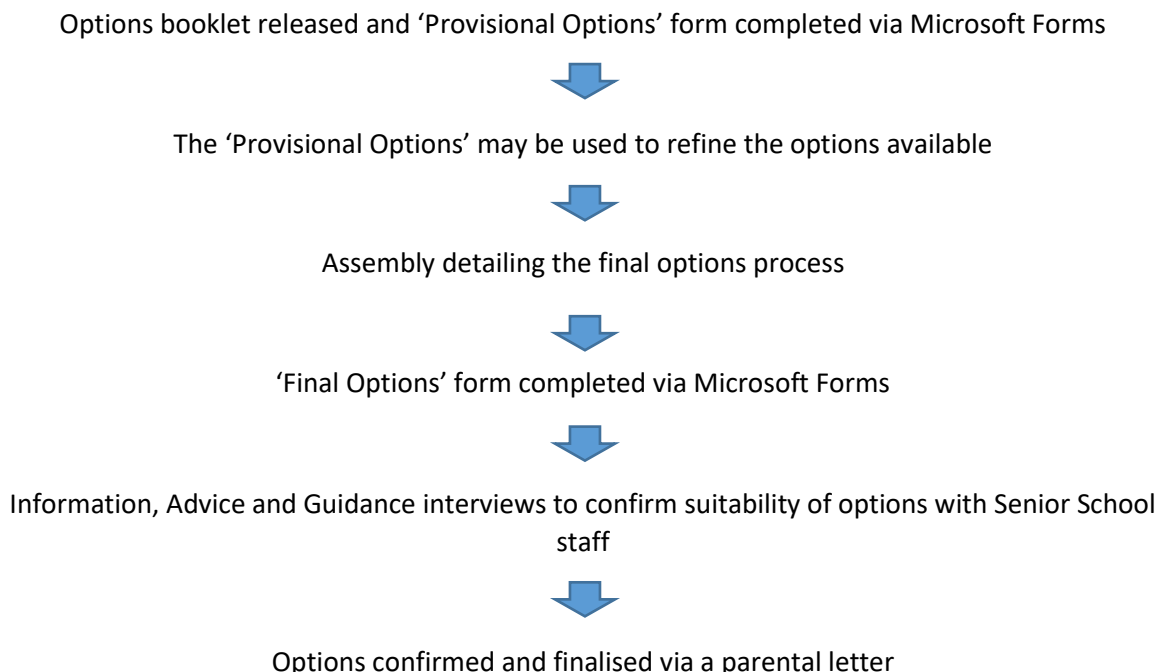 Options booklet released and ‘Provisional Options’ form completed via Microsoft Forms
The ‘Provisional Options’ may be used to refine the options available
Assembly detailing the final options process
‘Final Options’ form completed via Microsoft Forms
Information, Advice and Guidance interviews to confirm suitability of options with Senior School
staff
Options confirmed and finalised via a parental letter